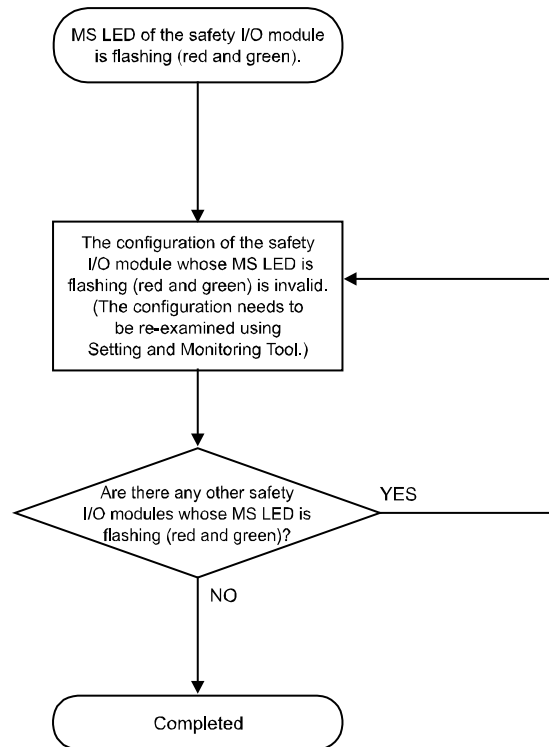 MS LED of the safety I/O module
is flashing (red and green).
The configuration of the safety
I/O module whose MS LED is
flashing (red and green) is invalid.
(The configuration needs to
be re-examined using
Setting and Monitoring Tool.)
Are there any other safety
I/O modules whose MS LED is
flashing (red and green)?
YES
NO
Completed